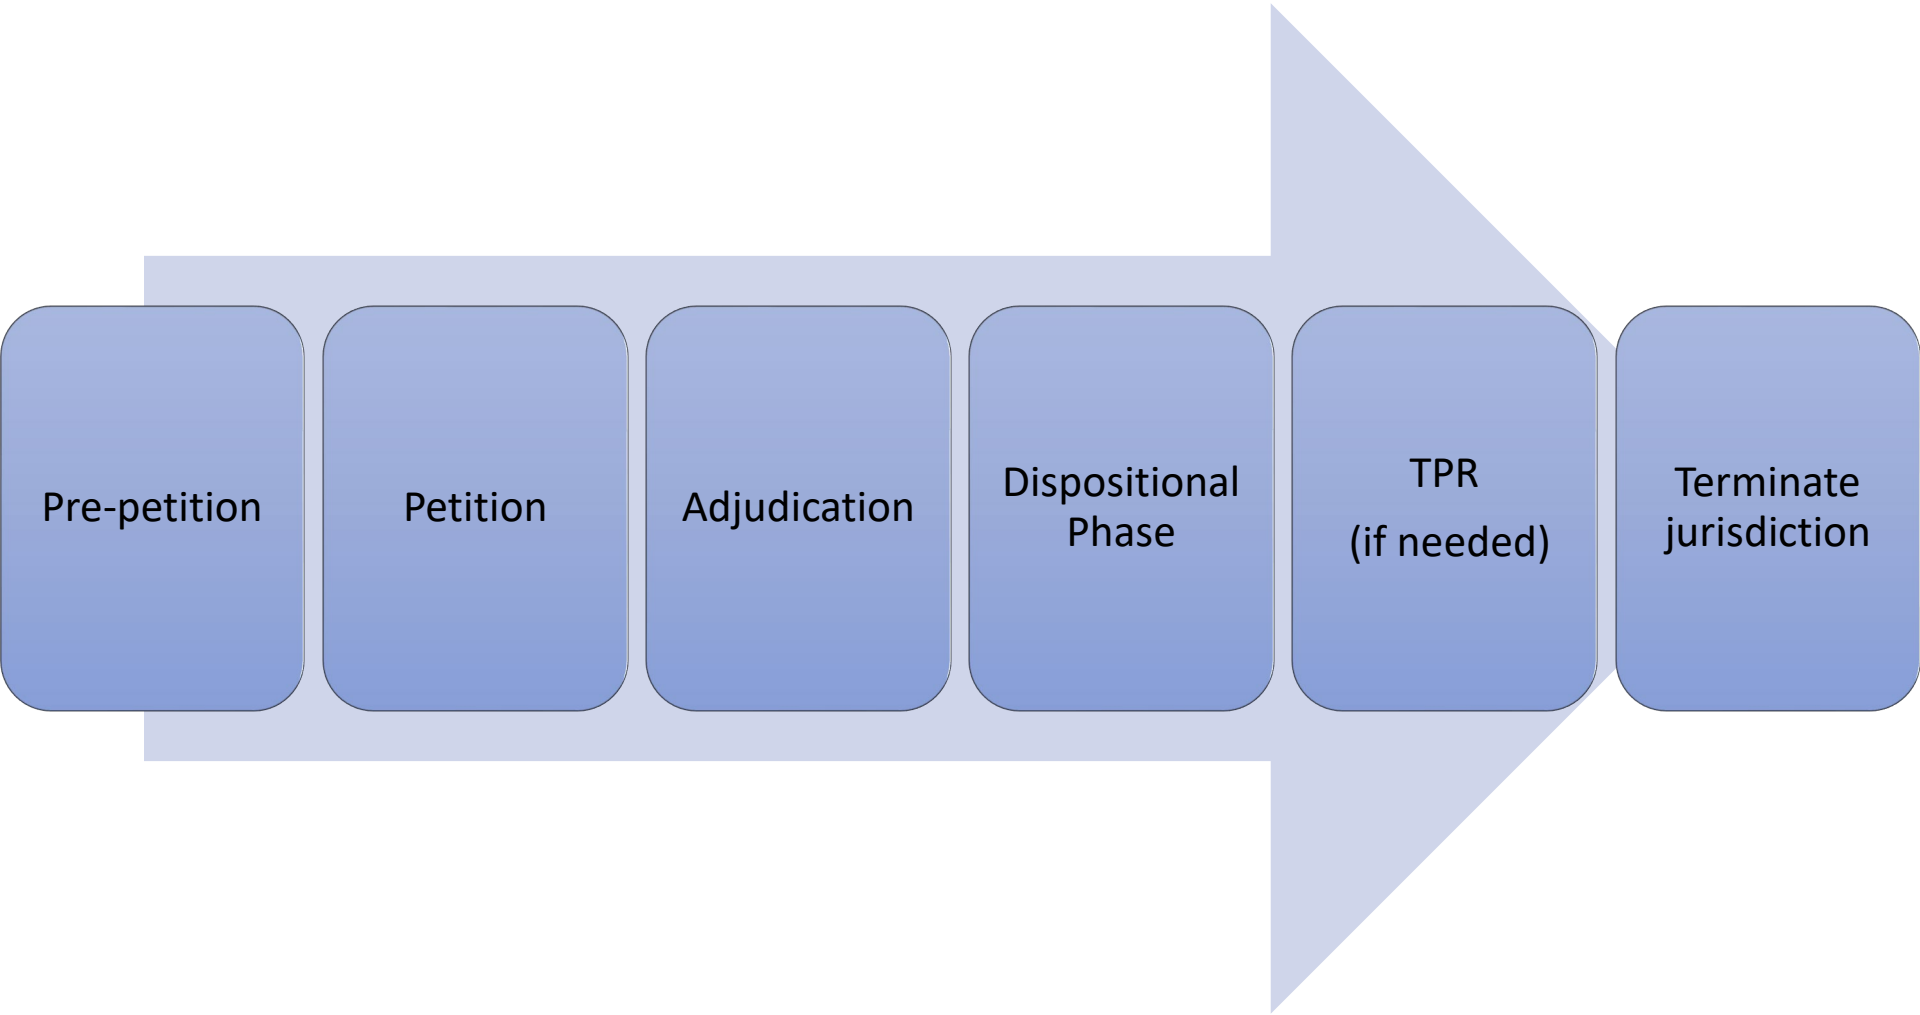 Pre-petition
Petition
Adjudication
Dispositional
Phase
TPR
(if needed)
Terminate
jurisdiction